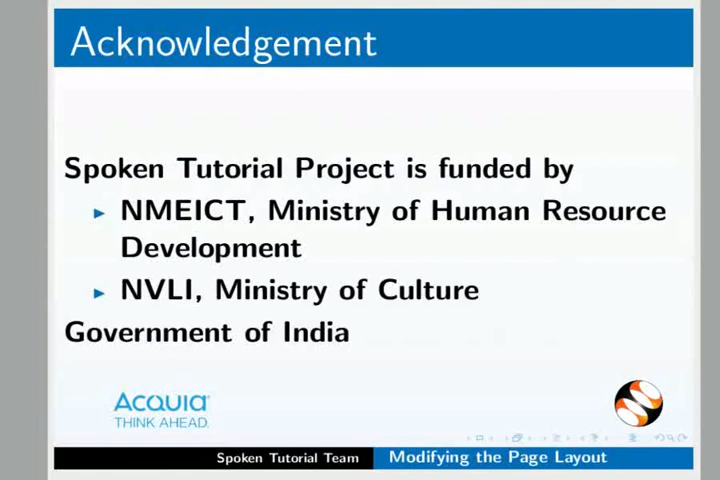 Acknowledgement
Spoken Tutorial Project is funded by
NMEICT, Ministry of Human Resource
Development
NVLI, Ministry of Culture
Government of India
ACQUIA
THINK AHEAD.
Spoken Tutorial Team Modifying the Page Layout